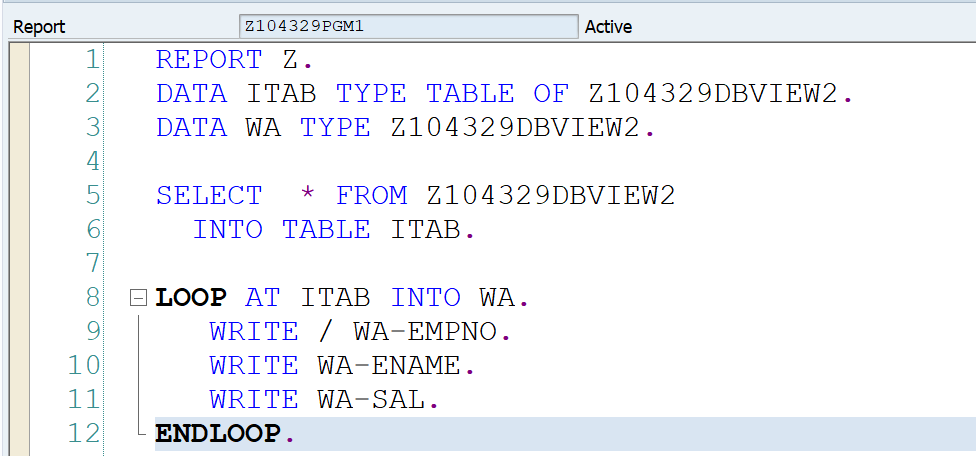 Report Z104329PGM1 Active
1 REPORT Z.
2 DATA ITAB TYPE TABLE OF Z104329DBVIEW2.
3 DATA WA TYPE Z104329DBVIEW2.
4
5 SELECT  * FROM Z104329DBVIEW2
6   INTO TABLE ITAB.
7
8 LOOP AT ITAB INTO WA.
9    WRITE / WA-EMPNO.
10    WRITE WA-ENAME.
11    WRITE WA-SAL.
12 ENDLOOP.